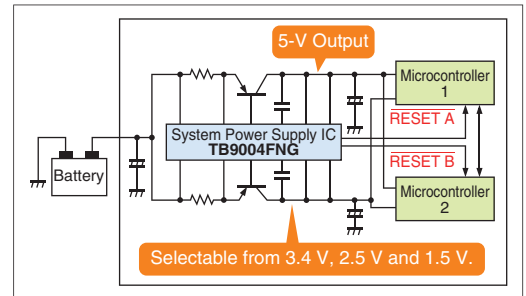 5-V Output
Microcontroller
1
RESET A
System Power Supply IC
TB9004FNG
RESET B
Battery
Microcontroller
2
Selectable from 3.4 V, 2.5 V and 1.5 V.